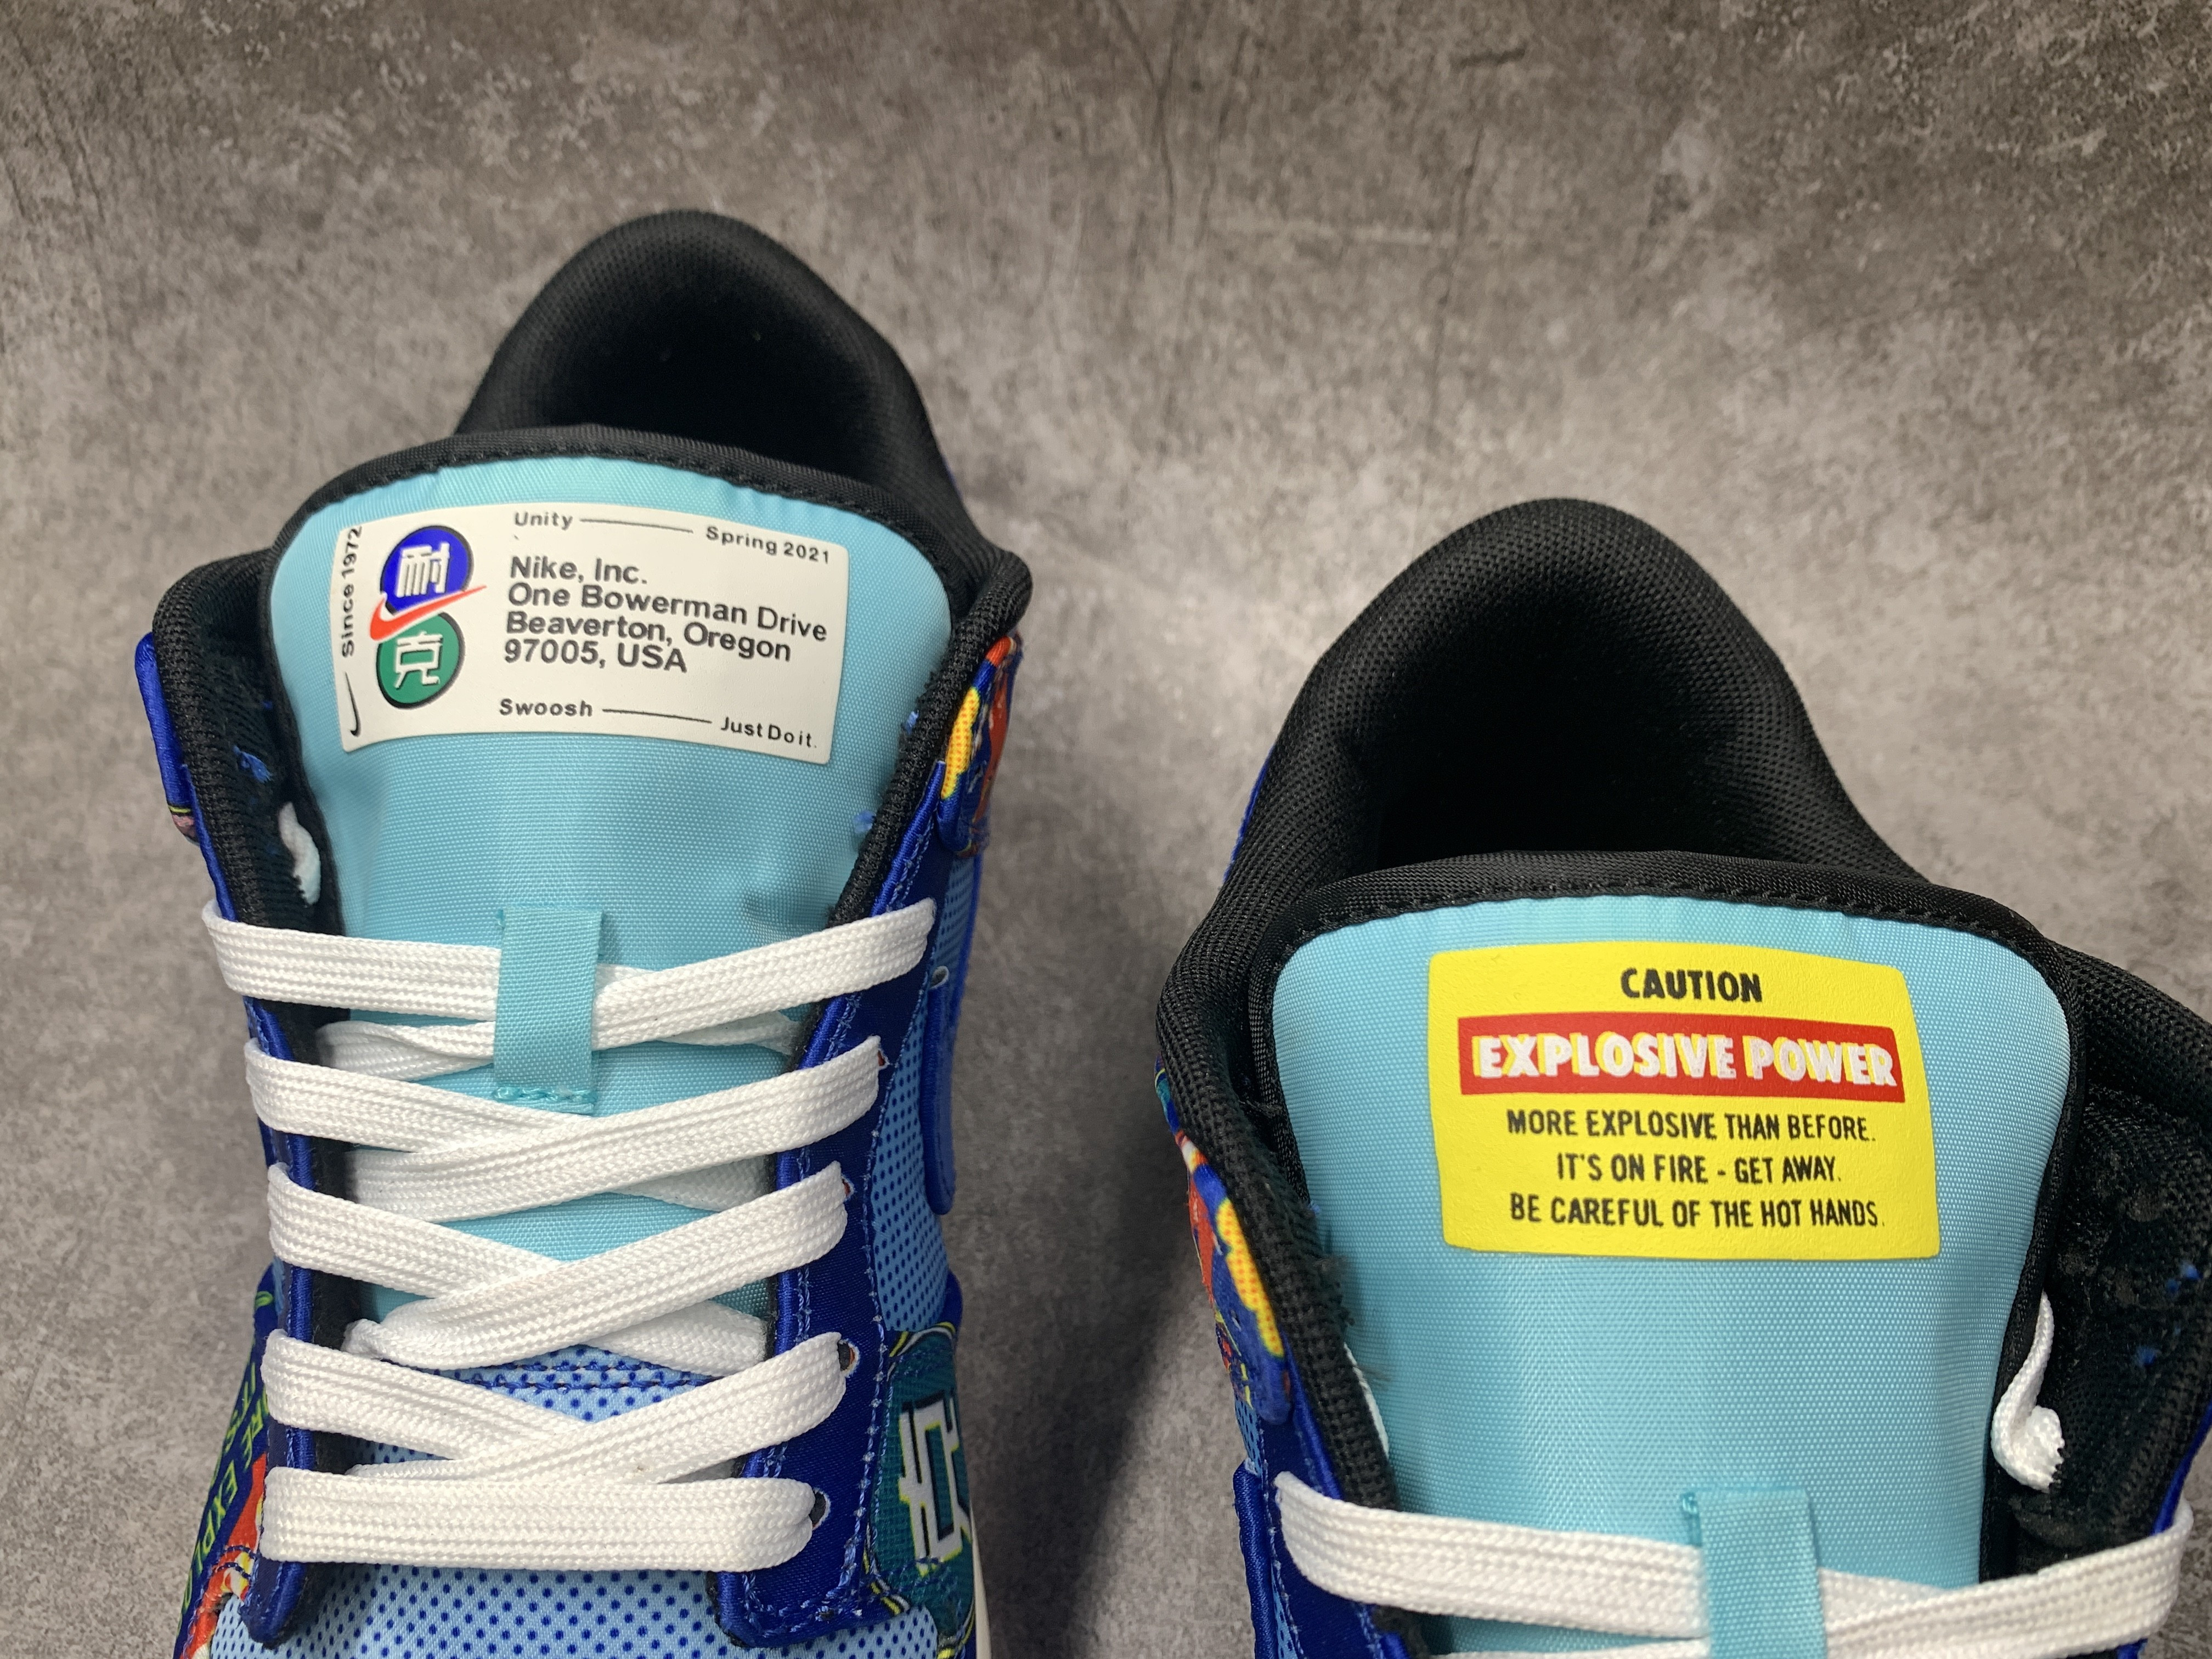 Unity Spring 2021
Since 1972
耐
克
Nike, Inc.
One Bowerman Drive
Beaverton, Oregon
97005, USA
Swoosh Just Do it.
CAUTION
EXPLOSIVE POWER
MORE EXPLOSIVE THAN BEFORE.
IT'S ON FIRE - GET AWAY.
BE CAREFUL OF THE HOT HANDS.